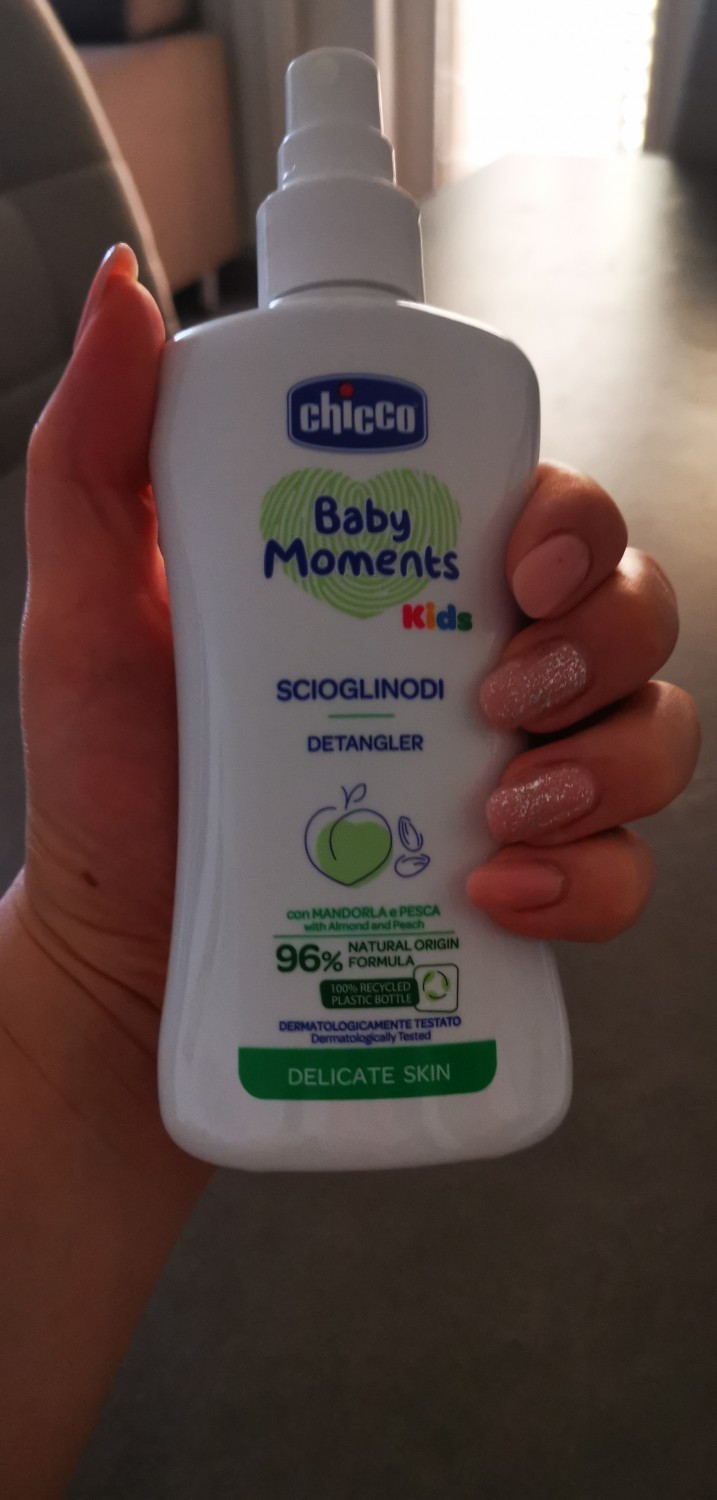 chicco
Baby
Moments
Kids
SCIOGLINODI
DETANGLER
con MANDORLA e PESCA
with Almond and Peach
96% NATURAL ORIGIN
FORMULA
100% RECYCLED
PLASTIC BOTTLE
DERMATOLOGICAMENTE TESTATO
Dermatologically Tested
DELICATE SKIN